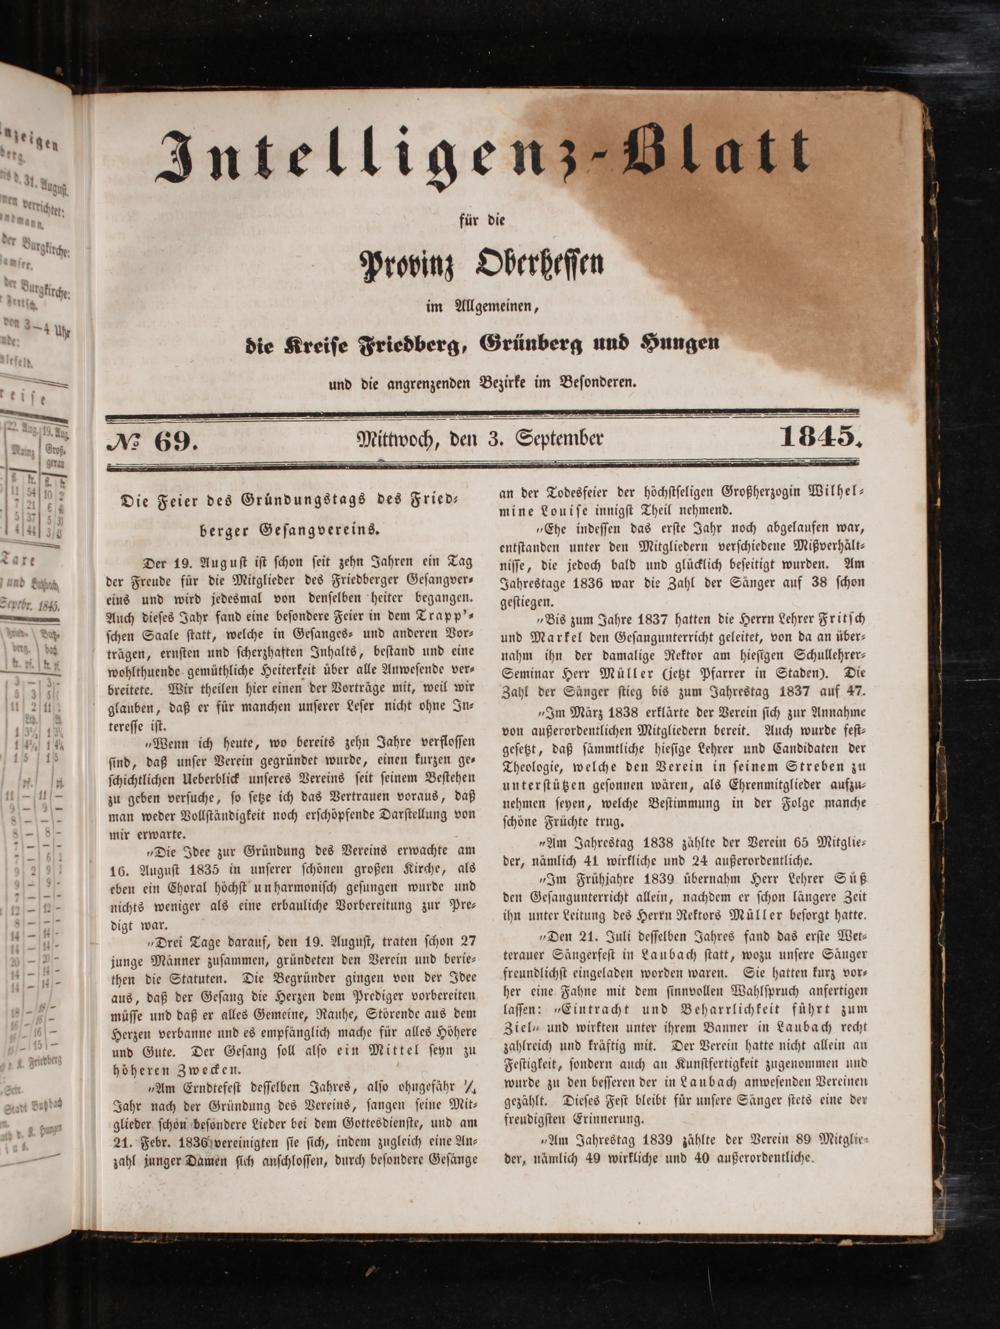 Intelligenz-Blatt
für die
Provinz Oberhessen
im Allgemeinen,
die Kreise Friedberg, Grünberg und Hungen
und die angrenzenden Bezirke im Besonderen.
№ 69.
Mittwoch, den 3. September
1845.
Die Feier des Gründungstags des Fried-
berger Gesangvereins.
Der 19. August ist schon seit zehn Jahren ein Tag
der Freude für die Mitglieder des Friedberger Gesangver-
eins und wird jedesmal von denselben heiter begangen.
Auch dieses Jahr fand eine besondere Feier in dem Trapp'-
schen Saale statt, welche in Gesanges- und anderen Vor-
trägen, ernsten und scherzhaften Inhalts, bestand und eine
wohlthuende gemüthliche Heiterkeit über alle Anwesende ver-
breitete. Wir theilen hier einen der Vorträge mit, weil wir
glauben, daß er für manchen unserer Leser nicht ohne In-
teresse ist.
„Wenn ich heute, wo bereits zehn Jahre verflossen
sind, daß unser Verein gegründet wurde, einen kurzen ge-
schichtlichen Ueberblick unseres Vereins seit seinem Bestehen
zu geben versuche, so setze ich das Vertrauen voraus, daß
man weder Vollständigkeit noch erschöpfende Darstellung von
mir erwarte.
„Die Idee zur Gründung des Vereins erwachte am
16. August 1835 in unserer schönen großen Kirche, als
eben ein Choral höchst unharmonisch gesungen wurde und
nichts weniger als eine erbauliche Vorbereitung zur Pre-
digt war.
„Drei Tage darauf, den 19. August, traten schon 27
junge Männer zusammen, gründeten den Verein und berie-
then die Statuten. Die Begründer gingen von der Idee
aus, daß der Gesang die Herzen dem Prediger vorbereiten
müsse und daß er alles Gemeine, Rauhe, Störende aus dem
Herzen verbanne und es empfänglich mache für alles Höhere
und Gute. Der Gesang soll also ein Mittel seyn zu
höheren Zwecken.
„Am Erndtefest desselben Jahres, also ohngefähr ¼
Jahr nach der Gründung des Vereins, sangen seine Mit-
glieder schon besondere Lieder bei dem Gottesdienste, und am
21. Febr. 1836 vereinigten sie sich, indem zugleich eine An-
zahl junger Damen sich anschlossen, durch besondere Gesänge
an der Todesfeier der höchstseligen Großherzogin Wilhel-
mine Louise innigst Theil nehmend.
„Ehe indessen das erste Jahr noch abgelaufen war,
entstanden unter den Mitgliedern verschiedene Mißverhält-
nisse, die jedoch bald und glücklich beseitigt wurden. Am
Jahrestage 1836 war die Zahl der Sänger auf 38 schon
gestiegen.
„Bis zum Jahre 1837 hatten die Herrn Lehrer Fritsch
und Markel den Gesangunterricht geleitet, von da an über-
nahm ihn der damalige Rektor am hiesigen Schullehrer-
Seminar Herr Müller (jetzt Pfarrer in Staden). Die
Zahl der Sänger stieg bis zum Jahrestag 1837 auf 47.
„Im März 1838 erklärte der Verein sich zur Annahme
von außerordentlichen Mitgliedern bereit. Auch wurde fest-
gesetzt, daß sämmtliche hiesige Lehrer und Candidaten der
Theologie, welche den Verein in seinem Streben zu
unterstützen gesonnen wären, als Ehrenmitglieder aufzu-
nehmen seyen, welche Bestimmung in der Folge manche
schöne Früchte trug.
„Am Jahrestag 1838 zählte der Verein 65 Mitglie-
der, nämlich 41 wirkliche und 24 außerordentliche.
„Im Frühjahre 1839 übernahm Herr Lehrer Süß
den Gesangunterricht allein, nachdem er schon längere Zeit
ihn unter Leitung des Herrn Rektors Müller besorgt hatte.
„Den 21. Juli desselben Jahres fand das erste Wet-
terauer Sängerfest in Laubach statt, wozu unsere Sänger
freundlichst eingeladen worden waren. Sie hatten kurz vor-
her eine Fahne mit dem sinnvollen Wahlspruch anfertigen
lassen: „Eintracht und Beharrlichkeit führt zum
Ziel„ und wirkten unter ihrem Banner in Laubach recht
zahlreich und kräftig mit. Der Verein hatte nicht allein an
Festigkeit, sondern auch an Kunstfertigkeit zugenommen und
wurde zu den besseren der in Laubach anwesenden Vereinen
gezählt. Dieses Fest bleibt für unsere Sänger stets eine der
freudigsten Erinnerung.
„Am Jahrestag 1839 zählte der Verein 89 Mitglie-
der, nämlich 49 wirkliche und 40 außerordentliche.